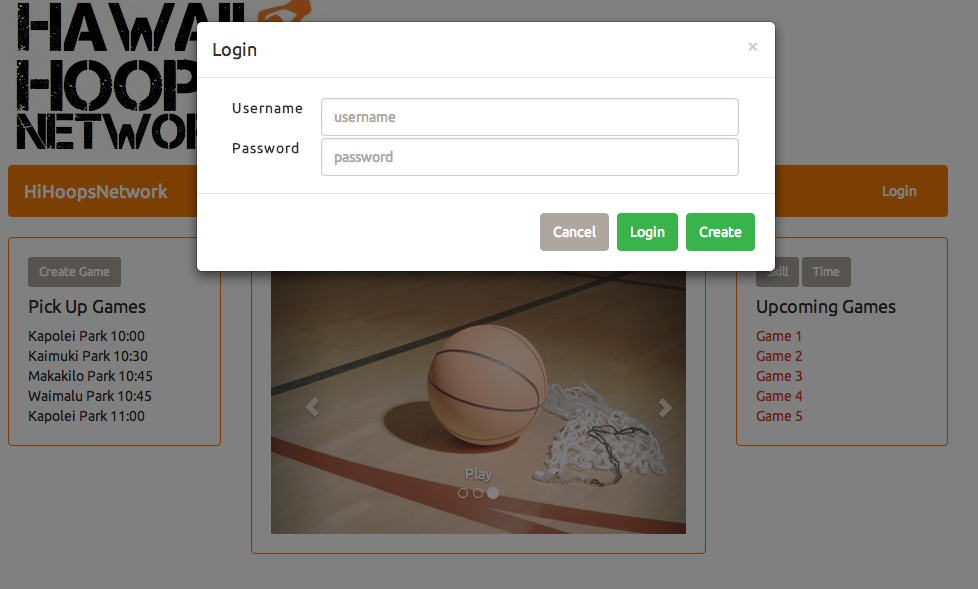 HAWAII
HOOP
NETWOR
Login
×
Username
username
Password
password
Cancel
Login
Create
HiHoopsNetwork
Login
Create Game
Pick Up Games
Kapolei Park 10:00
Kaimuki Park 10:30
Makakilo Park 10:45
Waimalu Park 10:45
Kapolei Park 11:00
Play
Skill
Time
Upcoming Games
Game 1
Game 2
Game 3
Game 4
Game 5